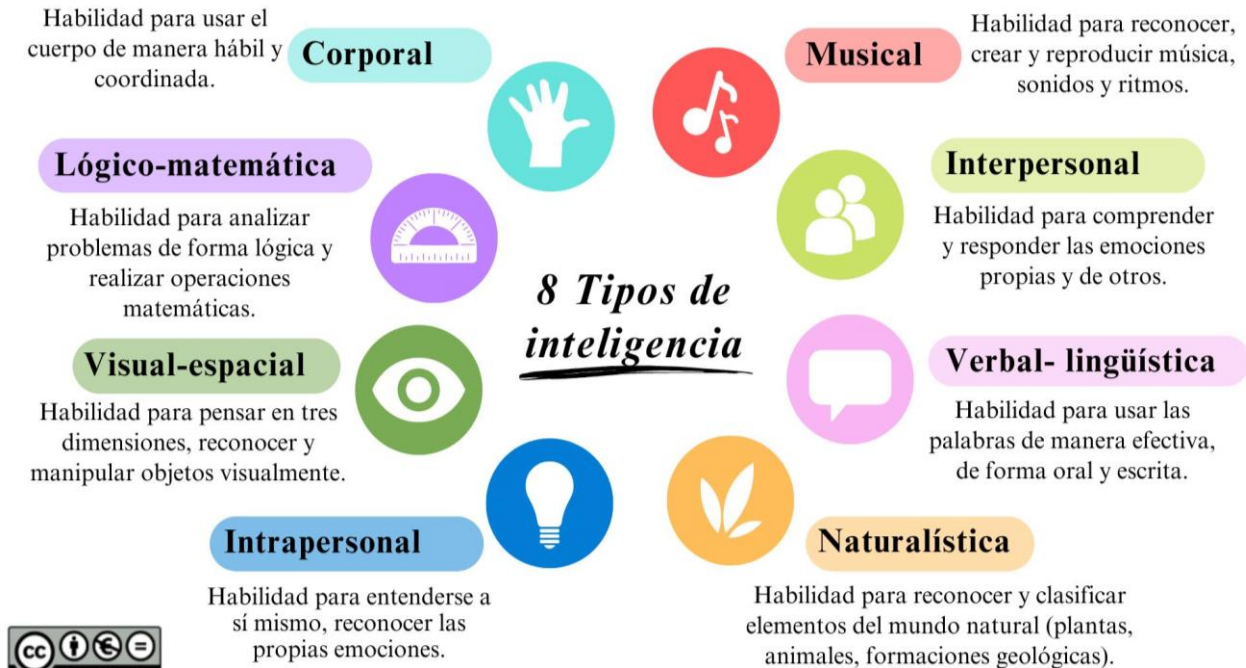 Habilidad para usar el
cuerpo de manera hábil y
coordinada.
Corporal
Musical
Habilidad para reconocer,
crear y reproducir música,
sonidos y ritmos.
Lógico-matemática
Habilidad para analizar
problemas de forma lógica y
realizar operaciones
matemáticas.
Interpersonal
Habilidad para comprender
y responder las emociones
propias y de otros.
8 Tipos de
inteligencia
Visual-espacial
Habilidad para pensar en tres
dimensiones, reconocer y
manipular objetos visualmente.
Verbal- lingüística
Habilidad para usar las
palabras de manera efectiva,
de forma oral y escrita.
Intrapersonal
Habilidad para entenderse a
sí mismo, reconocer las
propias emociones.
Naturalística
Habilidad para reconocer y clasificar
elementos del mundo natural (plantas,
animales, formaciones geológicas).
cc